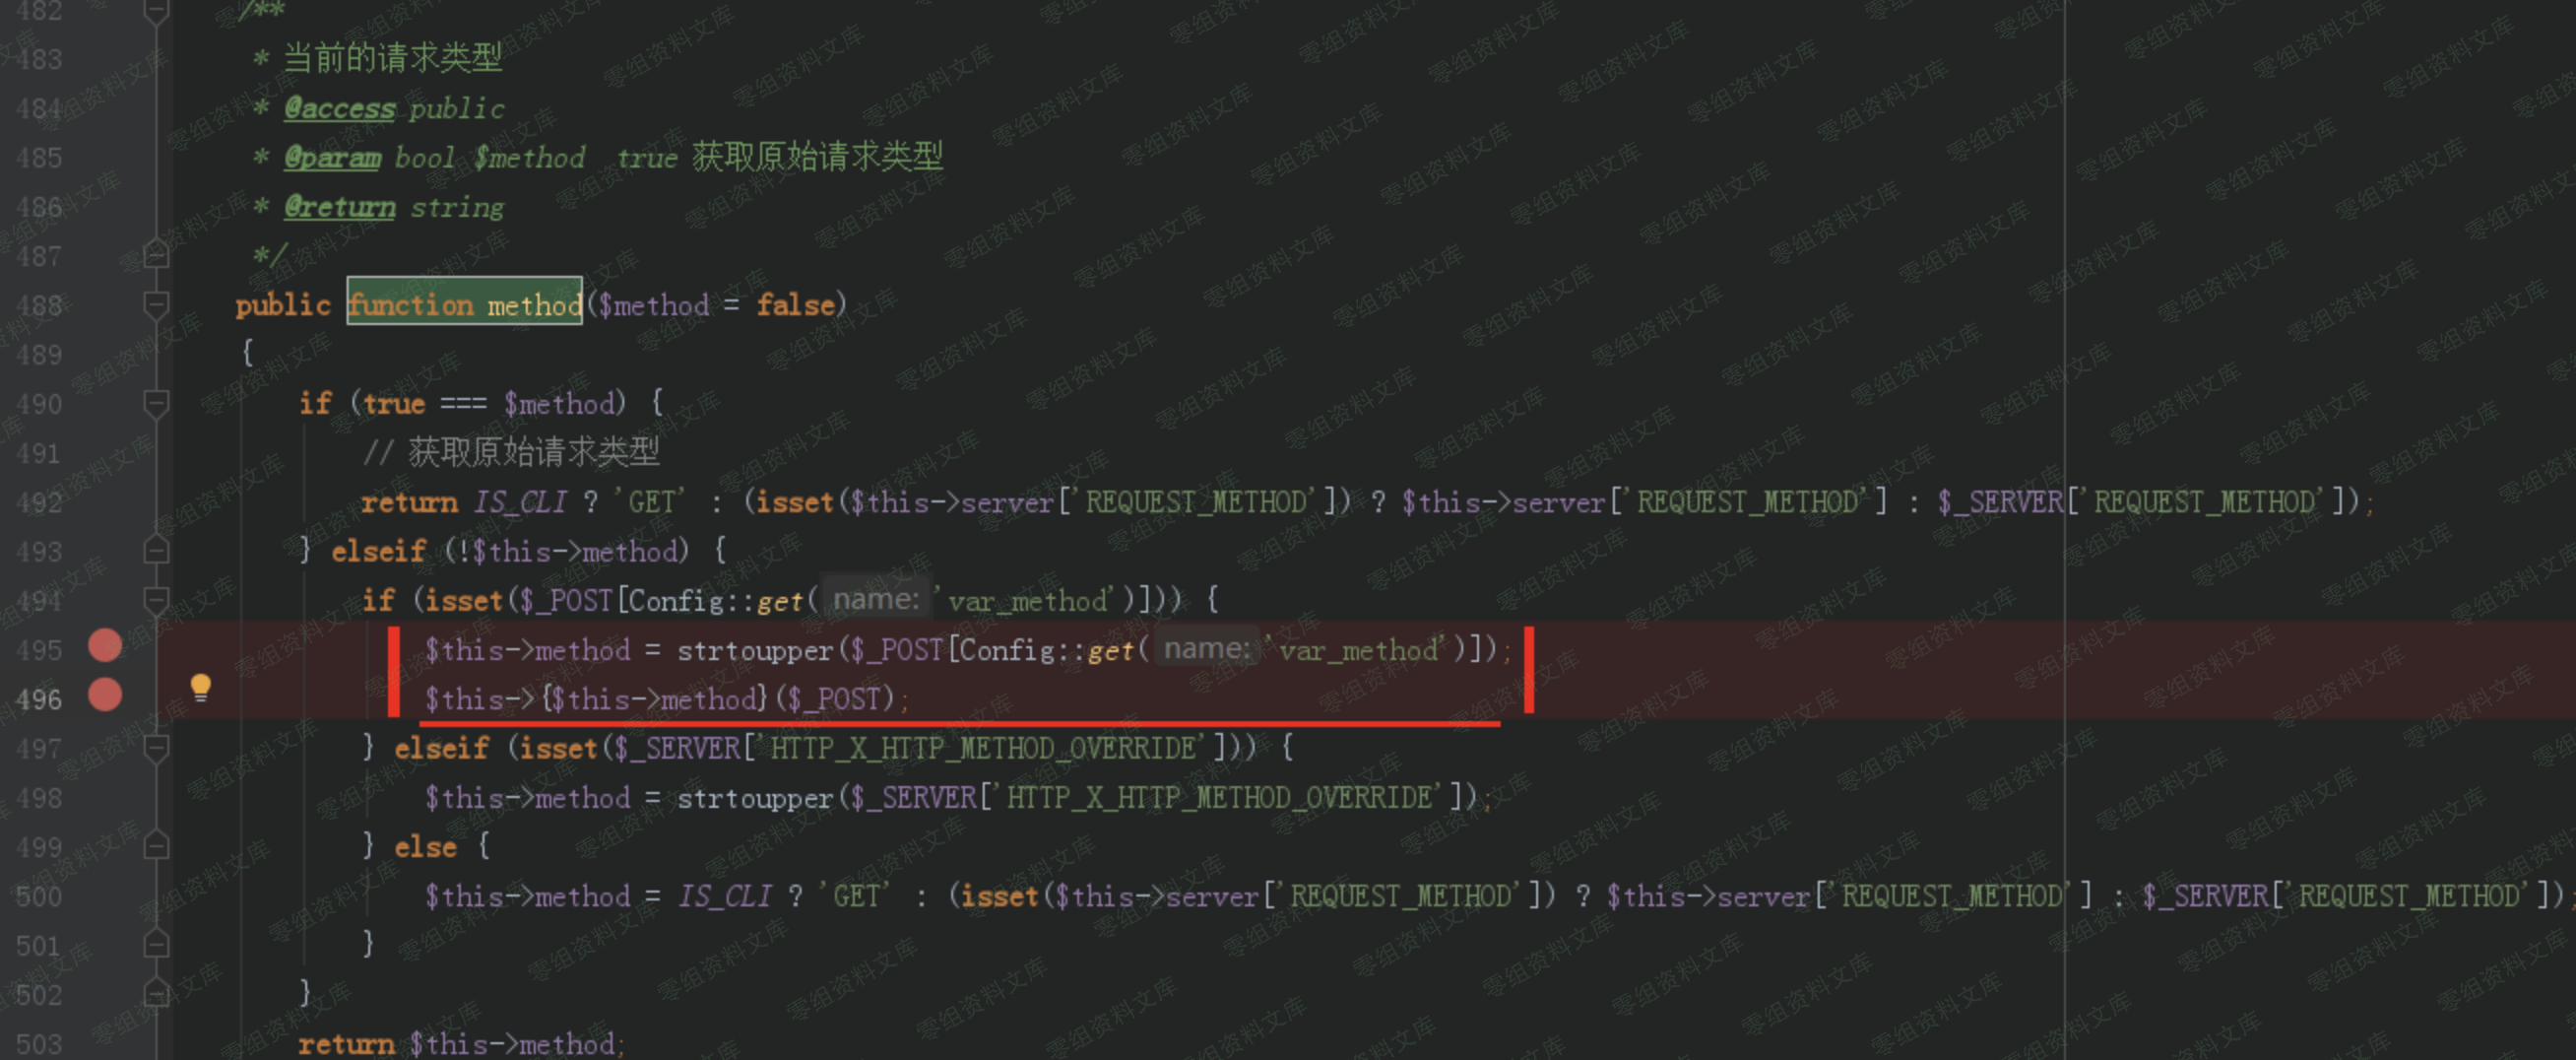 482 /**
483 * 当前的请求类型
484 * @access public
485 * @param bool $method  true 获取原始请求类型
486 * @return string
487 */
488 public function method($method = false)
489 {
490 if (true === $method) {
491 // 获取原始请求类型
492 return IS_CLI ? 'GET' : (isset($this->server['REQUEST_METHOD']) ? $this->server['REQUEST_METHOD'] : $_SERVER['REQUEST_METHOD']);
493 } elseif (!$this->method) {
494 if (isset($_POST[Config::get( name: 'var_method')])) {
495 $this->method = strtoupper($_POST[Config::get( name: 'var_method')]);
496 $this->{$this->method}($_POST);
497 } elseif (isset($_SERVER['HTTP_X_HTTP_METHOD_OVERRIDE'])) {
498 $this->method = strtoupper($_SERVER['HTTP_X_HTTP_METHOD_OVERRIDE']);
499 } else {
500 $this->method = IS_CLI ? 'GET' : (isset($this->server['REQUEST_METHOD']) ? $this->server['REQUEST_METHOD'] : $_SERVER['REQUEST_METHOD']);
501 }
502 }
503 return $this->method;
零组资料文库